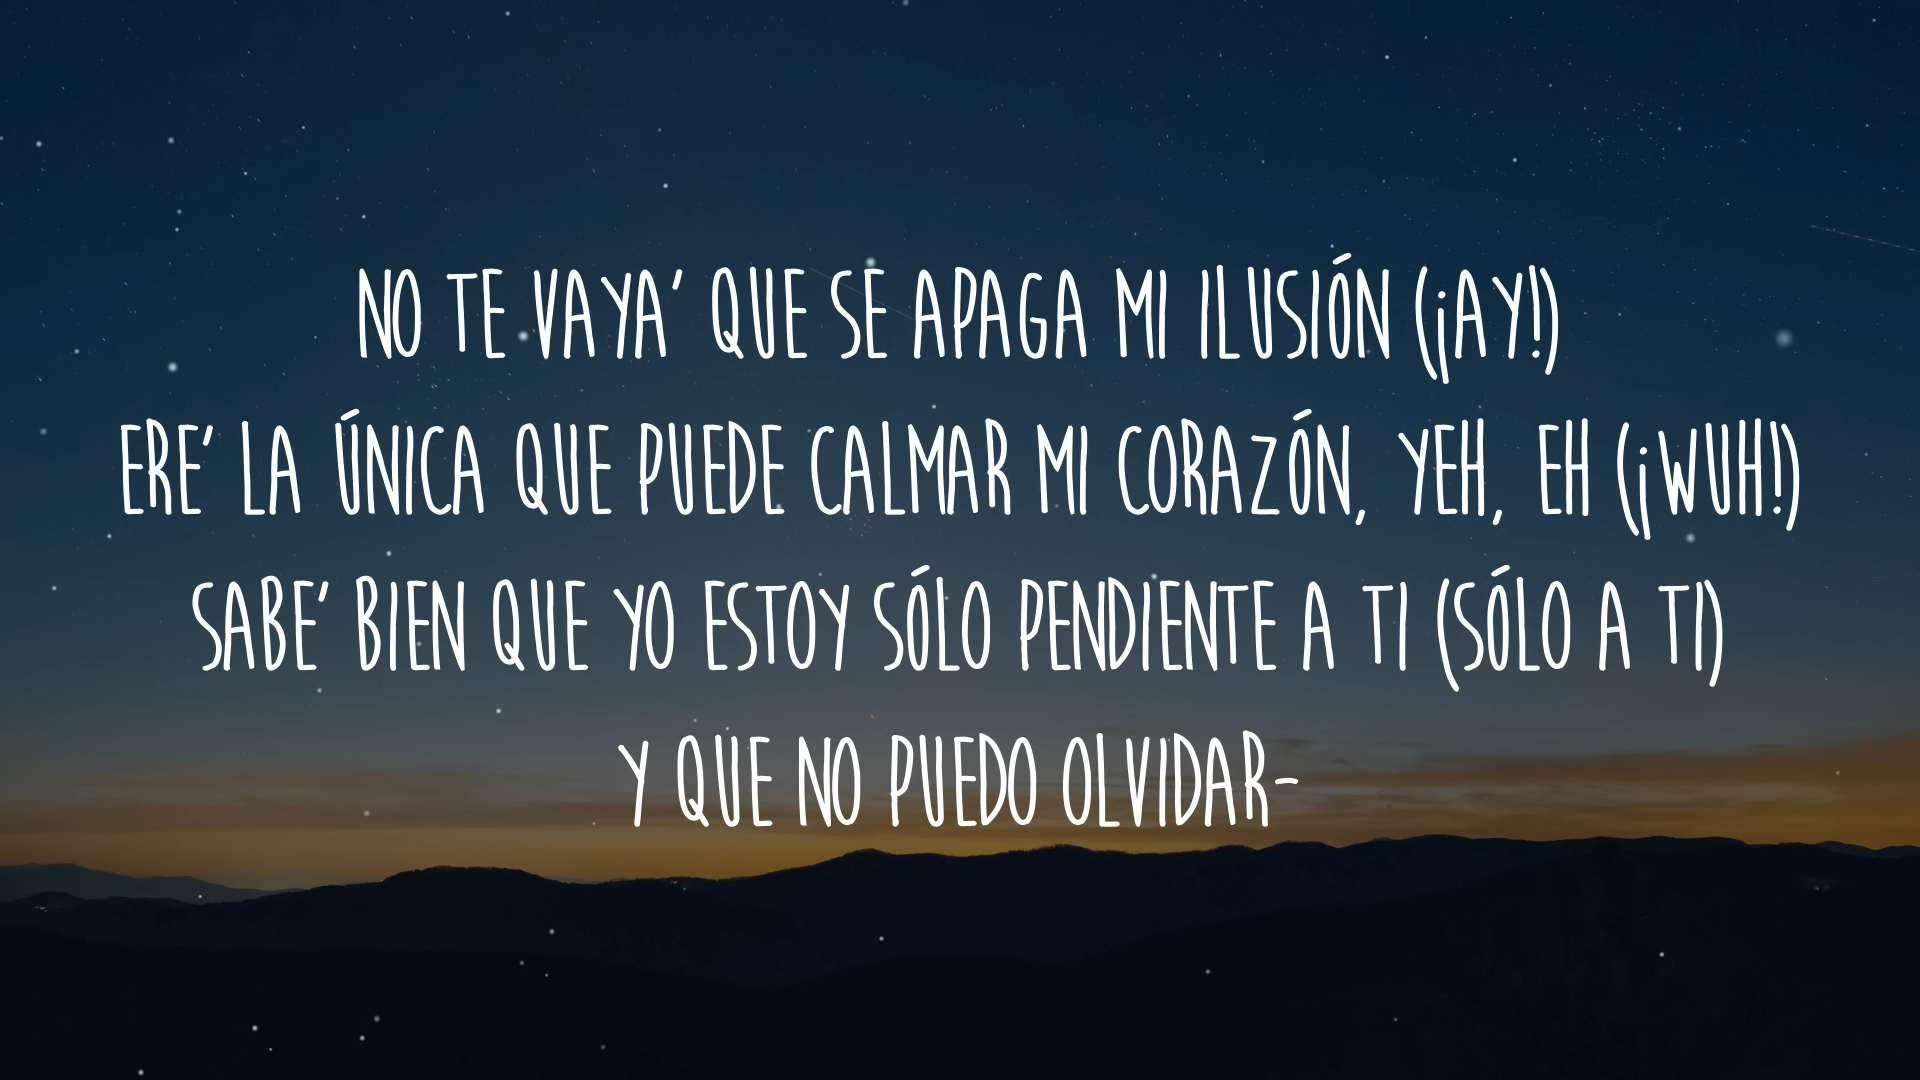 NO TE VAYA' QUE SE APAGA MI ILUSIÓN (¡AY!)
ERE' LA ÚNICA QUE PUEDE CALMAR MI CORAZÓN, YEH, EH (¡WUH!)
SABE' BIEN QUE YO ESTOY SÓLO PENDIENTE A TI (SÓLO A TI)
Y QUE NO PUEDO OLVIDAR-